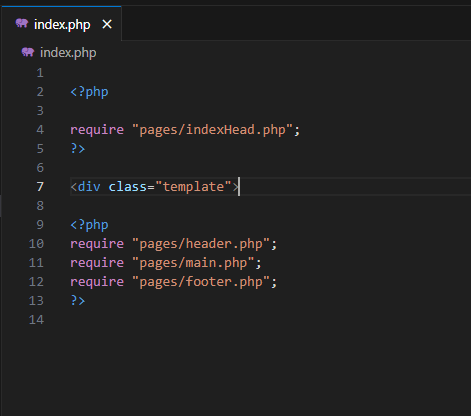 index.php
index.php
1
2 <?php
3
4 require "pages/indexHead.php";
5 ?>
6
7 <div class="template">
8
9 <?php
10 require "pages/header.php";
11 require "pages/main.php";
12 require "pages/footer.php";
13 ?>
14